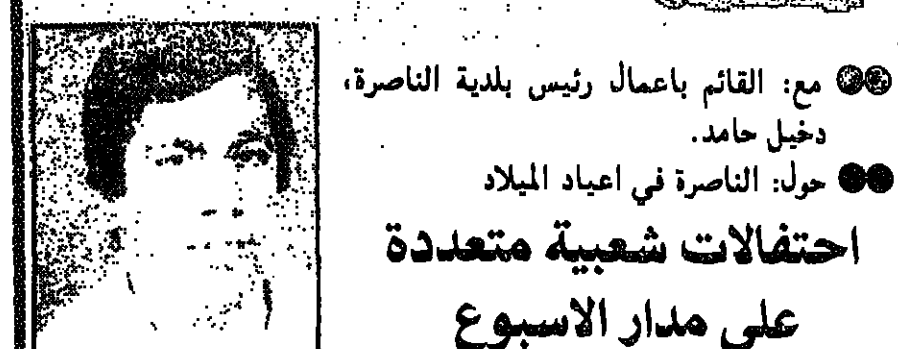 مع: القائم باعمال رئيس بلدية الناصرة،
دخيل حامد.
حول: الناصرة في اعياد الميلاد
احتفالات شعبية متعددة
على مدار الاسبوع